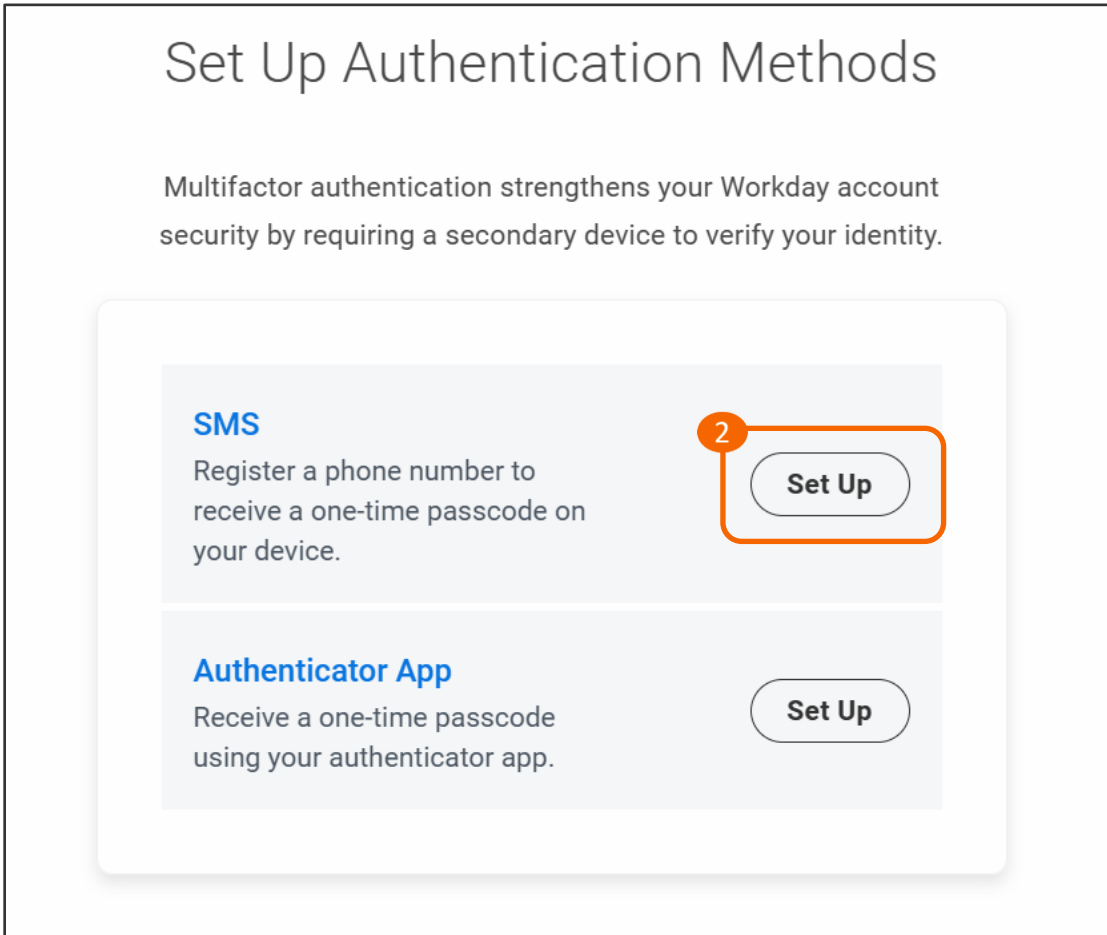 Set Up Authentication Methods
Multifactor authentication strengthens your Workday account
security by requiring a secondary device to verify your identity.
SMS
Register a phone number to
receive a one-time passcode on
your device.
2
Set Up
Authenticator App
Receive a one-time passcode
using your authenticator app.
Set Up